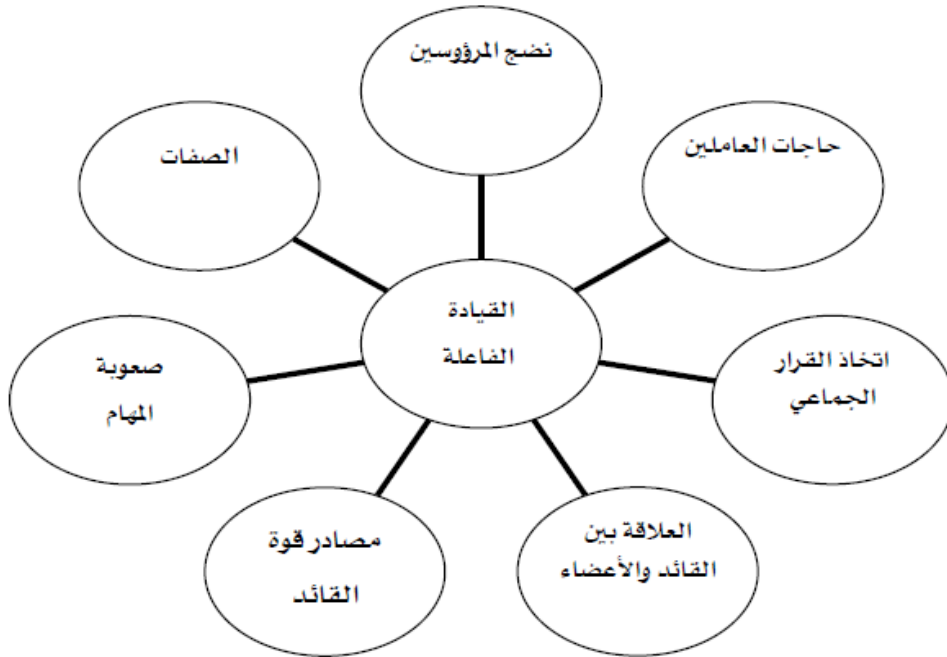 نضج المرؤوسين
حاجات العاملين
الصفات
القيادة
الفاعلة
اتخاذ القرار
الجماعي
صعوبة
المهام
العلاقة بين
القائد والأعضاء
مصادر قوة
القائد